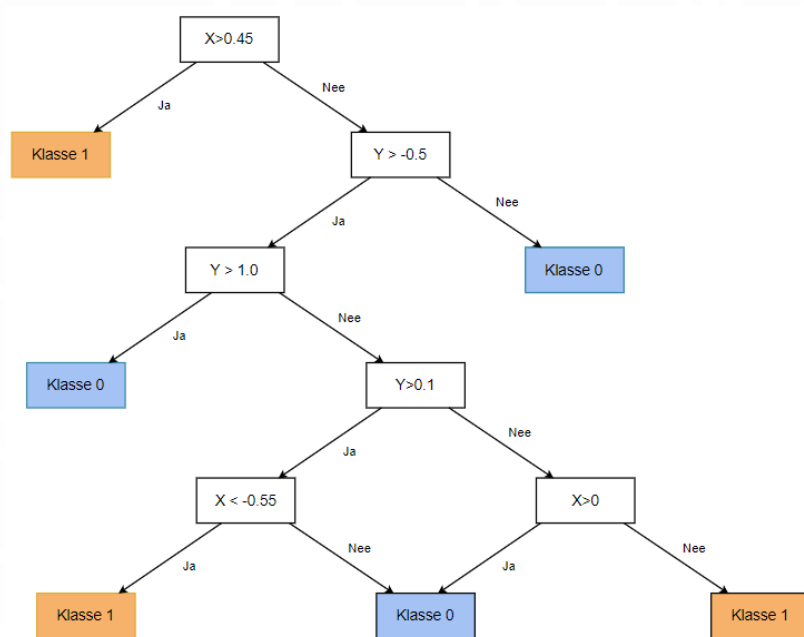 X>0.45
Nee
Ja
Klasse 1
Y > -0.5
Nee
Ja
Y > 1.0
Klasse 0
Nee
Ja
Klasse 0
Y>0.1
Nee
Ja
X < -0.55
X>0
Nee
Nee
Ja
Ja
Klasse 1
Klasse 0
Klasse 1